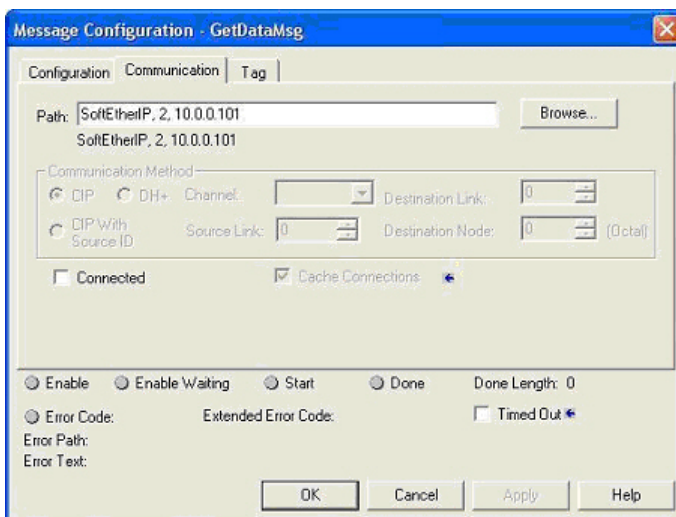 Message Configuration - GetDataMsg
Configuration Communication Tag
Path: SoftEtherIP, 2, 10.0.0.101 Browse...
SoftEtherIP, 2, 10.0.0.101
Communication Method
CIP DH+ Channel: Destination Link: 0
CIP With Source ID Source Link: 0 Destination Node: 0 (Octal)
Connected Cache Connections
Enable Enable Waiting Start Done Done Length: 0
Error Code: Extended Error Code: Timed Out
Error Path:
Error Text:
OK Cancel Apply Help